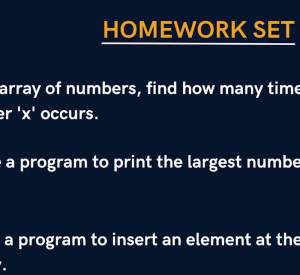 HOMEWORK SET
array of numbers, find how many time
er 'x' occurs.
a program to print the largest numbe
a program to insert an element at the